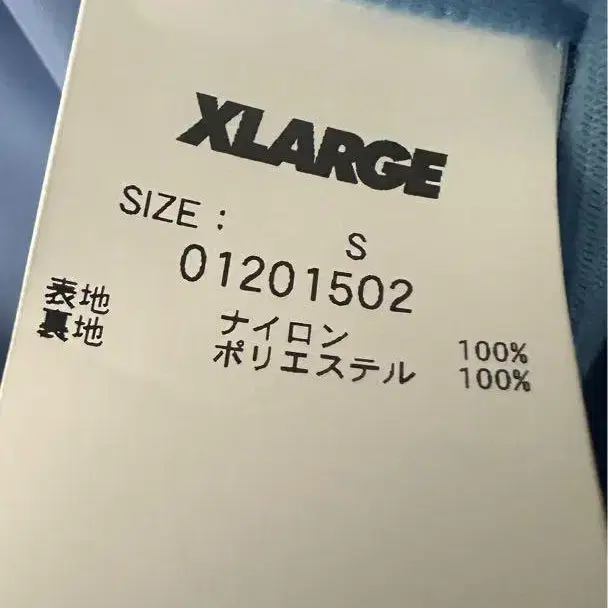 XLARGE
SIZE : S
01201502
表地 ナイロン 100%
裏地 ポリエステル 100%